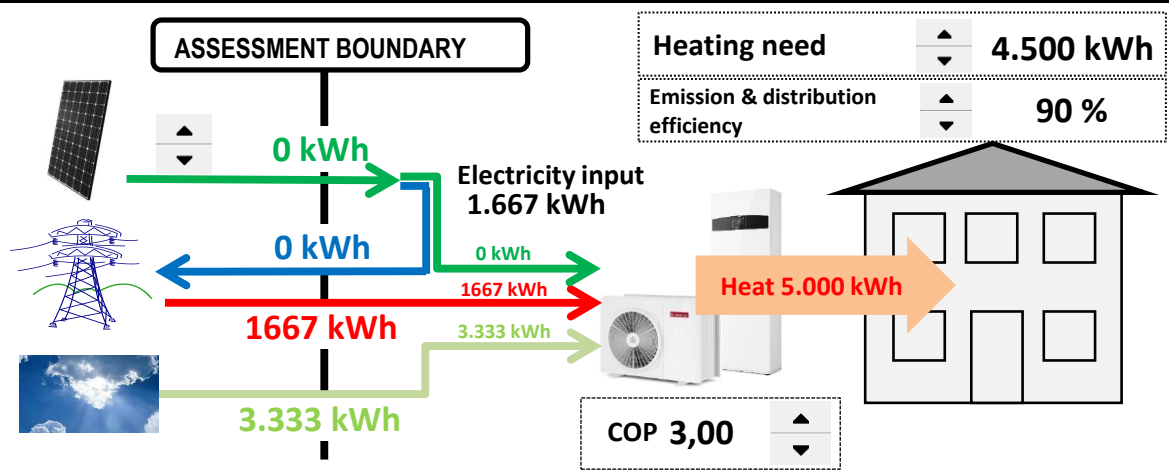 ASSESSMENT BOUNDARY
Heating need 4.500 kWh
Emission & distribution
efficiency
90 %
0 kWh
Electricity input
1.667 kWh
0 kWh
0 kWh
1667 kWh
Heat 5.000 kWh
1667 kWh
3.333 kWh
3.333 kWh
COP 3,00